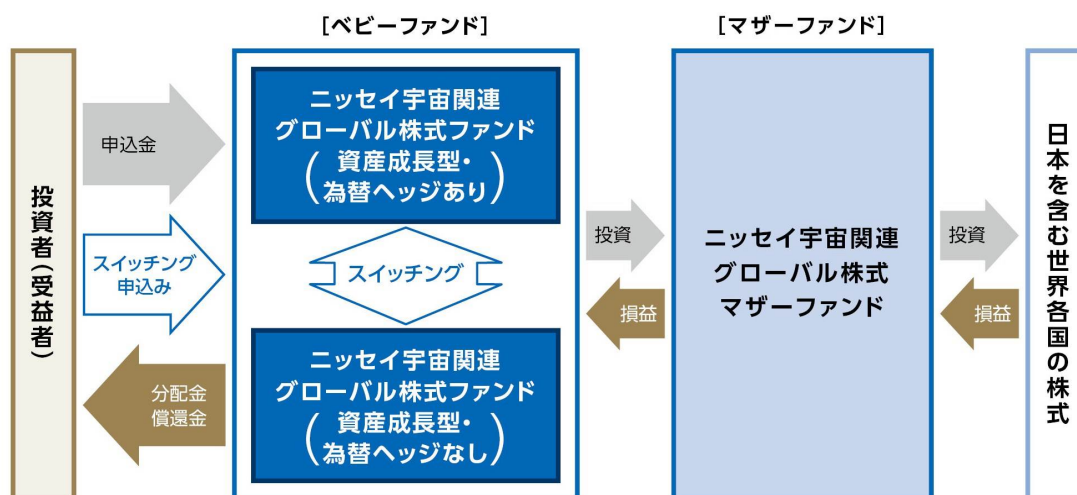 [ベビーファンド]
[マザーファンド]
投資者(受益者)
申込金
スイッチング
申込み
分配金
償還金
ニッセイ宇宙関連
グローバル株式ファンド
(資産成長型・
為替ヘッジあり)
スイッチング
ニッセイ宇宙関連
グローバル株式ファンド
(資産成長型・
為替ヘッジなし)
投資
損益
ニッセイ宇宙関連
グローバル株式
マザーファンド
投資
損益
日本を含む世界各国の株式